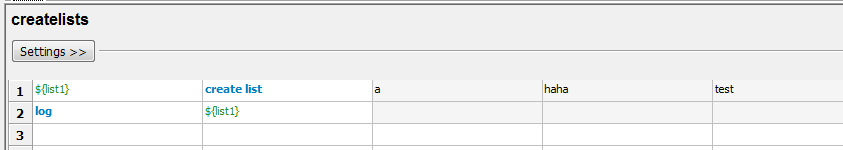 createlists
Settings >>
1 ${list1} create list a haha test
2 log ${list1}
3